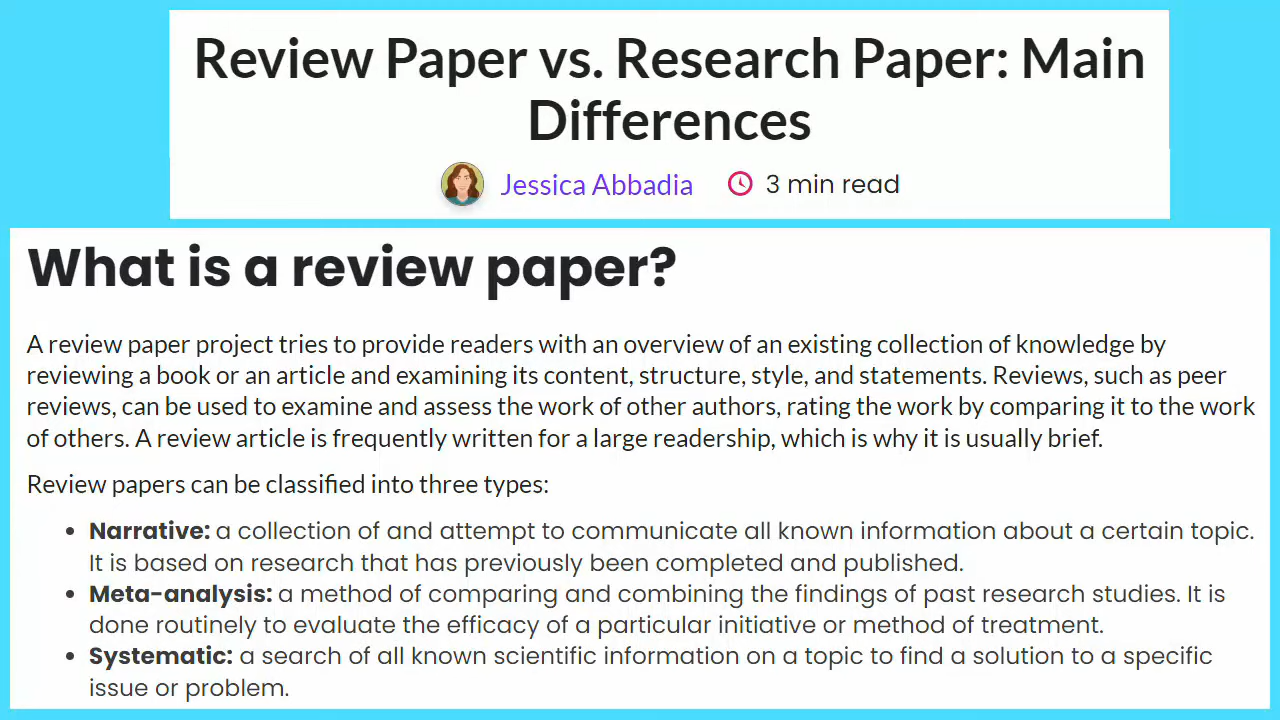 Review Paper vs. Research Paper: Main
Differences
Jessica Abbadia 3 min read
What is a review paper?
A review paper project tries to provide readers with an overview of an existing collection of knowledge by
reviewing a book or an article and examining its content, structure, style, and statements. Reviews, such as peer
reviews, can be used to examine and assess the work of other authors, rating the work by comparing it to the work
of others. A review article is frequently written for a large readership, which is why it is usually brief.
Review papers can be classified into three types:
• Narrative: a collection of and attempt to communicate all known information about a certain topic.
It is based on research that has previously been completed and published.
• Meta-analysis: a method of comparing and combining the findings of past research studies. It is
done routinely to evaluate the efficacy of a particular initiative or method of treatment.
• Systematic: a search of all known scientific information on a topic to find a solution to a specific
issue or problem.